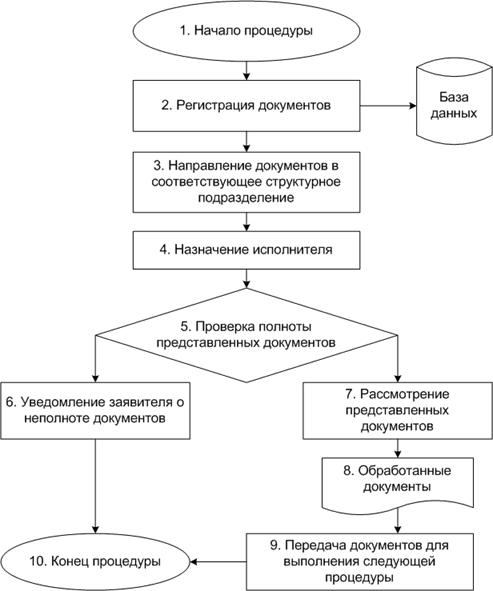 1. Начало процедуры
2. Регистрация документов
База
данных
3. Направление документов в
соответствующее структурное
подразделение
4. Назначение исполнителя
5. Проверка полноты
представленных документов
6. Уведомление заявителя о
неполноте документов
7. Рассмотрение
представленных
документов
8. Обработанные
документы
9. Передача документов для
выполнения следующей
процедуры
10. Конец процедуры